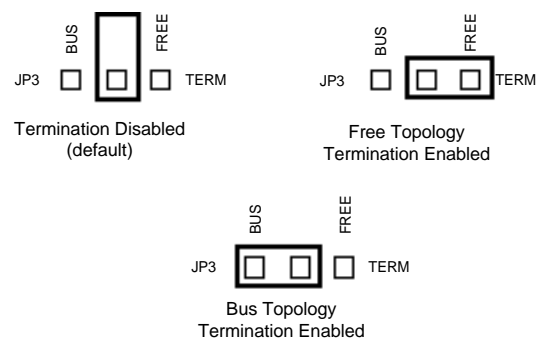 BUS
FREE
JP3
TERM
Termination Disabled
(default)
BUS
FREE
JP3
TERM
Free Topology
Termination Enabled
BUS
FREE
JP3
TERM
Bus Topology
Termination Enabled